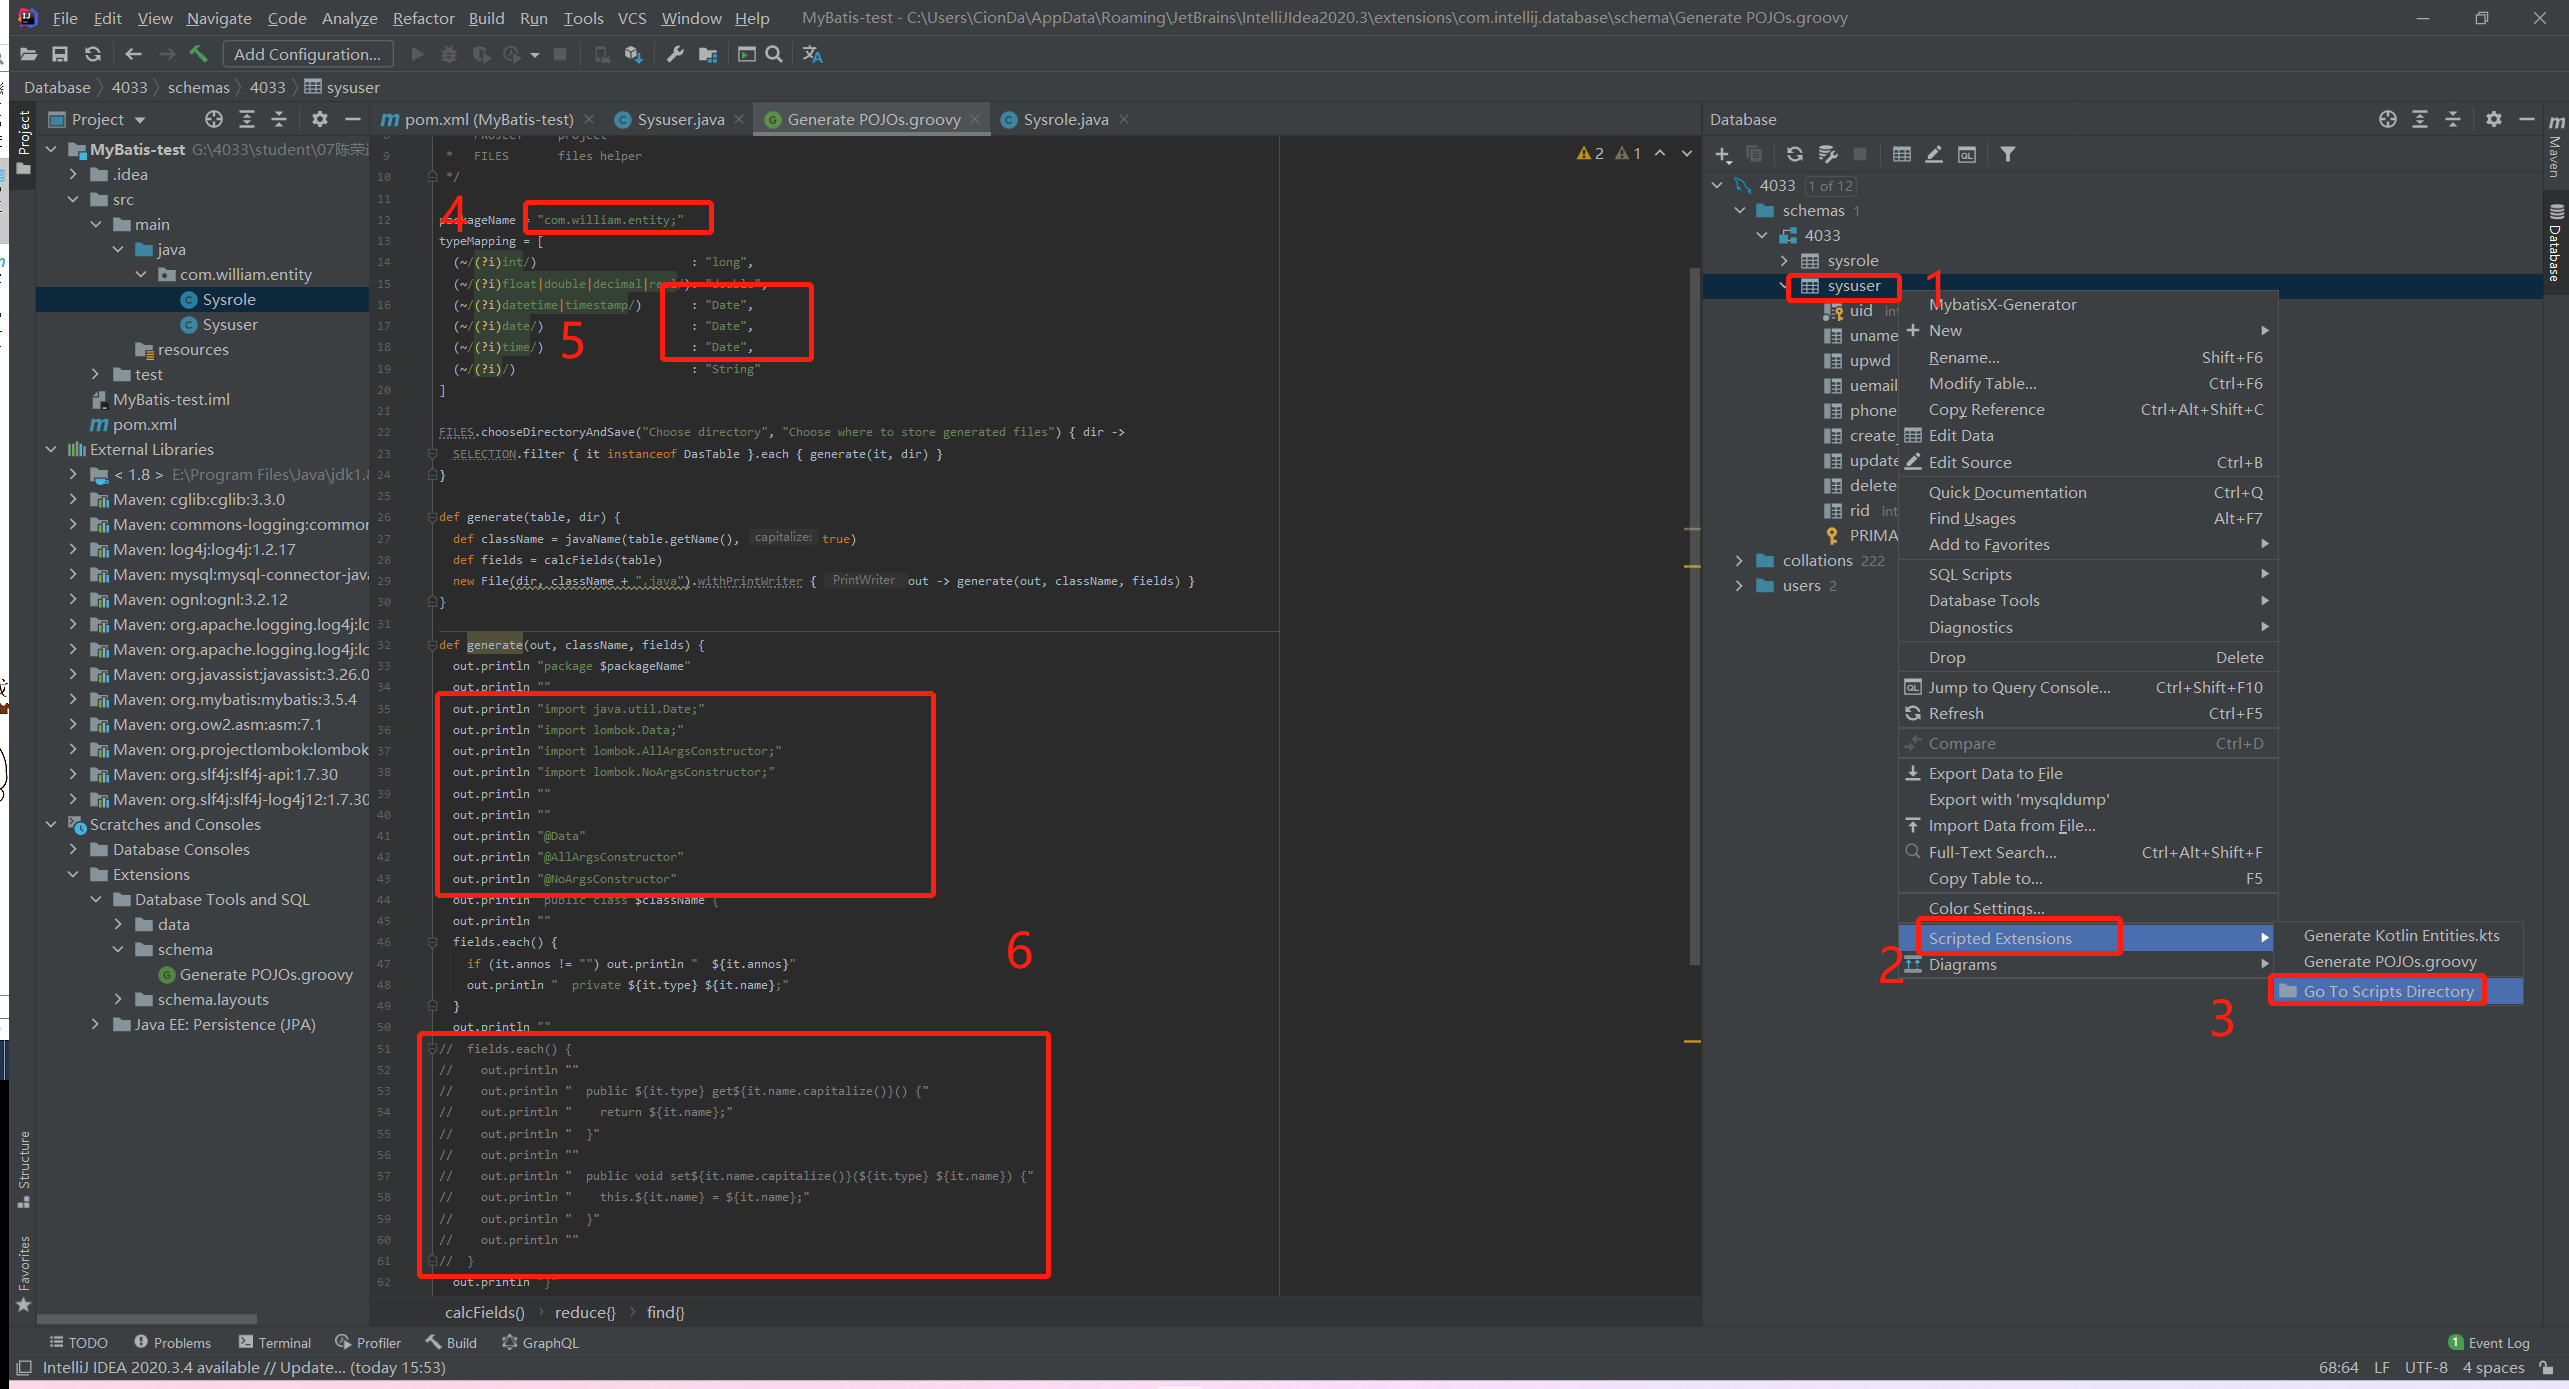 File Edit View Navigate Code Analyze Refactor Build Run Tools VCS Window Help MyBatis-test - C:\Users\CionDa\AppData\Roaming\JetBrains\IntelliJIdea2020.3\extensions\com.intellij.database\schema\Generate POJOs.groovy
Add Configuration...
Database 4033 schemas 4033 sysuser
Project
pom.xml (MyBatis-test) Sysuser.java Generate POJOs.groovy Sysrole.java
Project
MyBatis-test G:\4033\student\07陈荣
.idea
src
main
java
com.william.entity
Sysrole
Sysuser
resources
test
MyBatis-test.iml
pom.xml
External Libraries
< 1.8 > E:\Program Files\Java\jdk1.8
Maven: cglib:cglib:3.3.0
Maven: commons-logging:common
Maven: log4j:log4j:1.2.17
Maven: mysql:mysql-connector-jav
Maven: ognl:ognl:3.2.12
Maven: org.apache.logging.log4j:lc
Maven: org.apache.logging.log4j:lc
Maven: org.javassist:javassist:3.26.0
Maven: org.mybatis:mybatis:3.5.4
Maven: org.ow2.asm:asm:7.1
Maven: org.projectlombok:lombok
Maven: org.slf4j:slf4j-api:1.7.30
Maven: org.slf4j:slf4j-log4j12:1.7.30
Scratches and Consoles
Database Consoles
Extensions
Database Tools and SQL
data
schema
Generate POJOs.groovy
schema.layouts
Java EE: Persistence (JPA)
Structure
Favorites
2 1
9 * FILES files helper
10 */
11
12 packageName = "com.william.entity;"
4
13 typeMapping = [
14 (~/(?i)int/) : "long",
15 (~/(?i)float|double|decimal|real/): "double",
16 (~/(?i)datetime|timestamp/) : "Date",
17 (~/(?i)date/) : "Date",
18 (~/(?i)time/) : "Date",
5
19 (~/(?i)/) : "String"
20 ]
21
22 FILES.chooseDirectoryAndSave("Choose directory", "Choose where to store generated files") { dir ->
23 SELECTION.filter { it instanceof DasTable }.each { generate(it, dir) }
24 }
25
26 def generate(table, dir) {
27 def className = javaName(table.getName(), capitalize: true)
28 def fields = calcFields(table)
29 new File(dir, className + ".java").withPrintWriter { PrintWriter out -> generate(out, className, fields) }
30 }
31
32 def generate(out, className, fields) {
33 out.println "package $packageName"
34 out.println ""
35 out.println "import java.util.Date;"
36 out.println "import lombok.Data;"
37 out.println "import lombok.AllArgsConstructor;"
38 out.println "import lombok.NoArgsConstructor;"
39 out.println ""
40 out.println ""
41 out.println "@Data"
42 out.println "@AllArgsConstructor"
43 out.println "@NoArgsConstructor"
44 out.println "public class $className {"
45 out.println ""
46 fields.each() {
6
47 if (it.annos != "") out.println "  ${it.annos}"
48 out.println "  private ${it.type} ${it.name};"
49 }
50 out.println ""
51 // fields.each() {
52 // out.println ""
53 // out.println "  public ${it.type} get${it.name.capitalize()}() {"
54 // out.println "    return ${it.name};"
55 // out.println "  }"
56 // out.println ""
57 // out.println "  public void set${it.name.capitalize()}(${it.type} ${it.name}) {"
58 // out.println "    this.${it.name} = ${it.name};"
59 // out.println "  }"
60 // out.println ""
61 // }
62 out.println "}"
calcFields() reduce{} find{}
Database
4033 1 of 12
schemas 1
4033
sysrole
sysuser
1
uid int
uname
upwd
uemail
phone
create_
update
delete
rid int
PRIMA
collations 222
users 2
MybatisX-Generator
New
Rename... Shift+F6
Modify Table... Ctrl+F6
Copy Reference Ctrl+Alt+Shift+C
Edit Data
Edit Source Ctrl+B
Quick Documentation Ctrl+Q
Find Usages Alt+F7
Add to Favorites
SQL Scripts
Database Tools
Diagnostics
Drop Delete
Jump to Query Console... Ctrl+Shift+F10
Refresh Ctrl+F5
Compare Ctrl+D
Export Data to File
Export with 'mysqldump'
Import Data from File...
Full-Text Search... Ctrl+Alt+Shift+F
Copy Table to... F5
Color Settings...
Scripted Extensions
2
Diagrams
Generate Kotlin Entities.kts
Generate POJOs.groovy
Go To Scripts Directory
3
Maven
Database
TODO Problems Terminal Profiler Build GraphQL 1 Event Log
IntelliJ IDEA 2020.3.4 available // Update... (today 15:53) 68:64 LF UTF-8 4 spaces